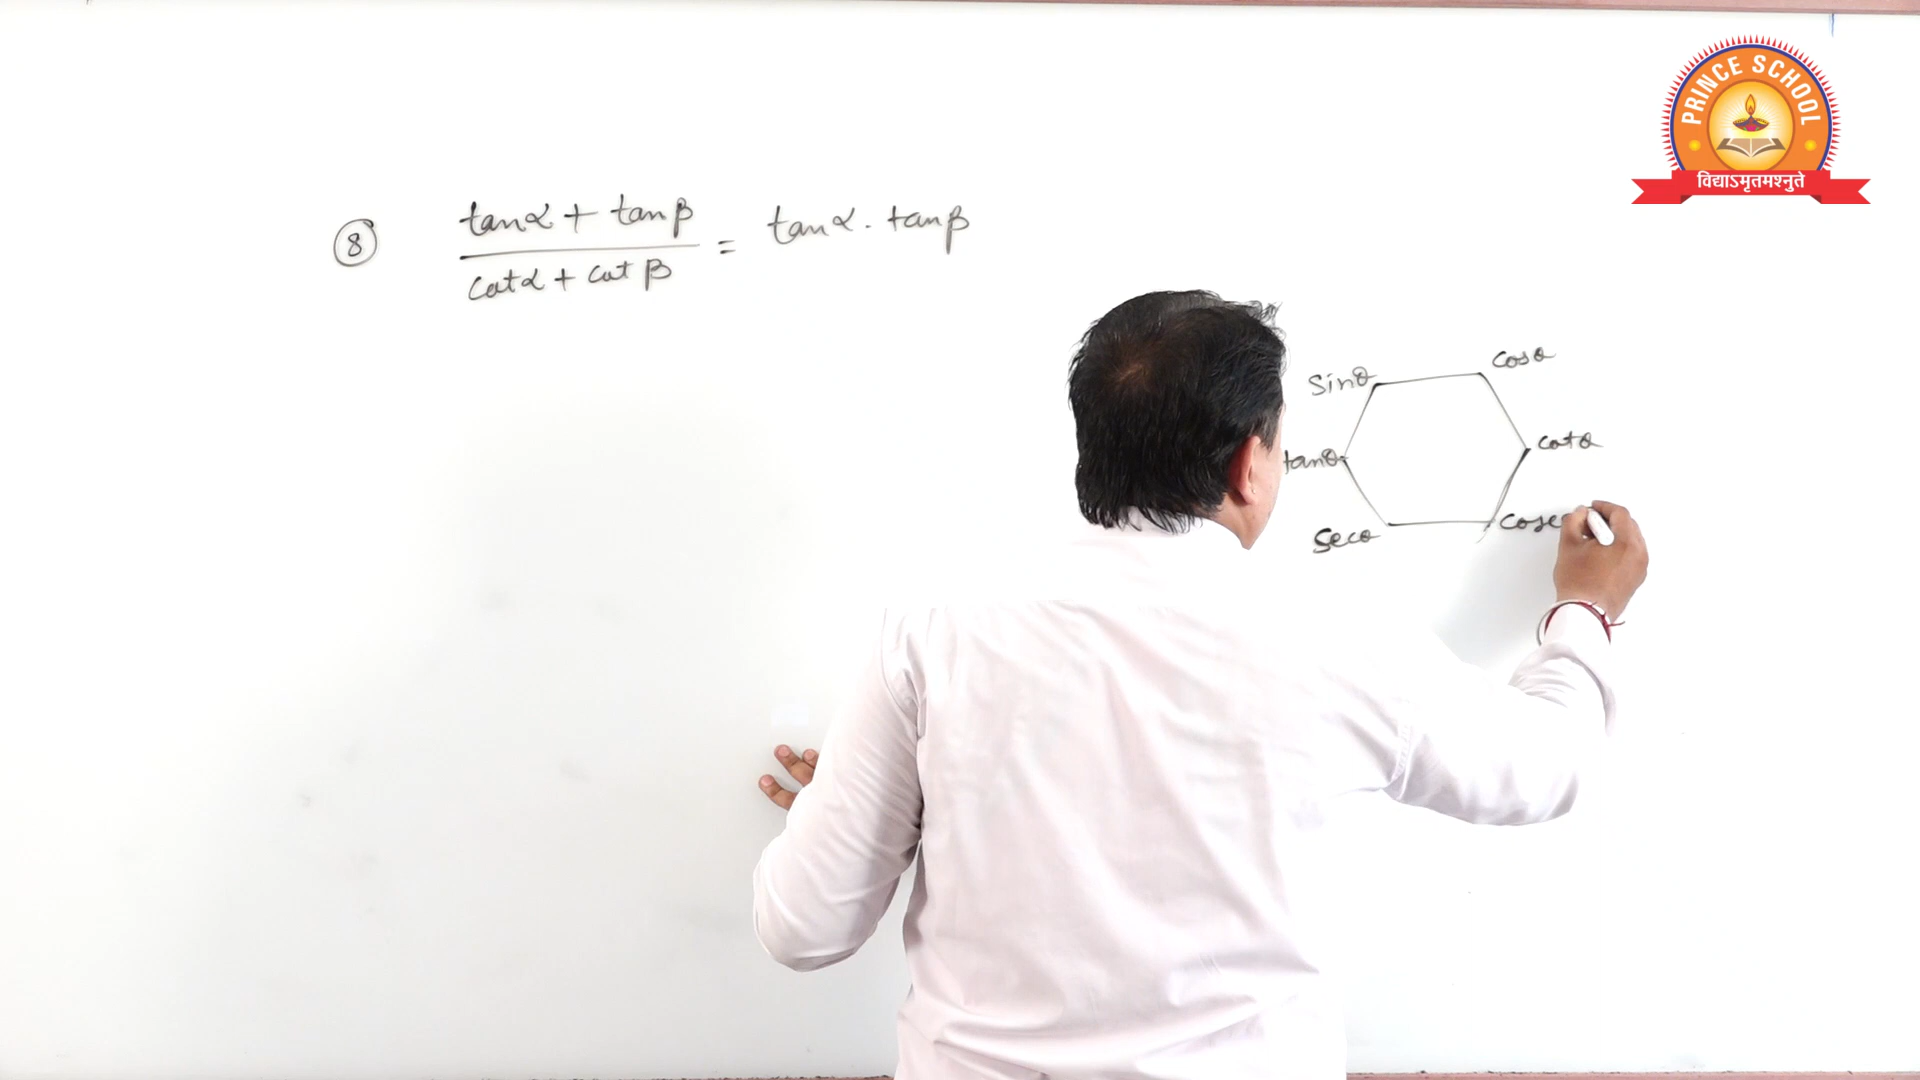 PRINCE SCHOOL
विद्याऽमृतमश्नुते
8 tanα + tanβ = tanα . tanβ
cotα + cotβ
cosθ
sinθ
cotθ
tanθ
cosec
secθ